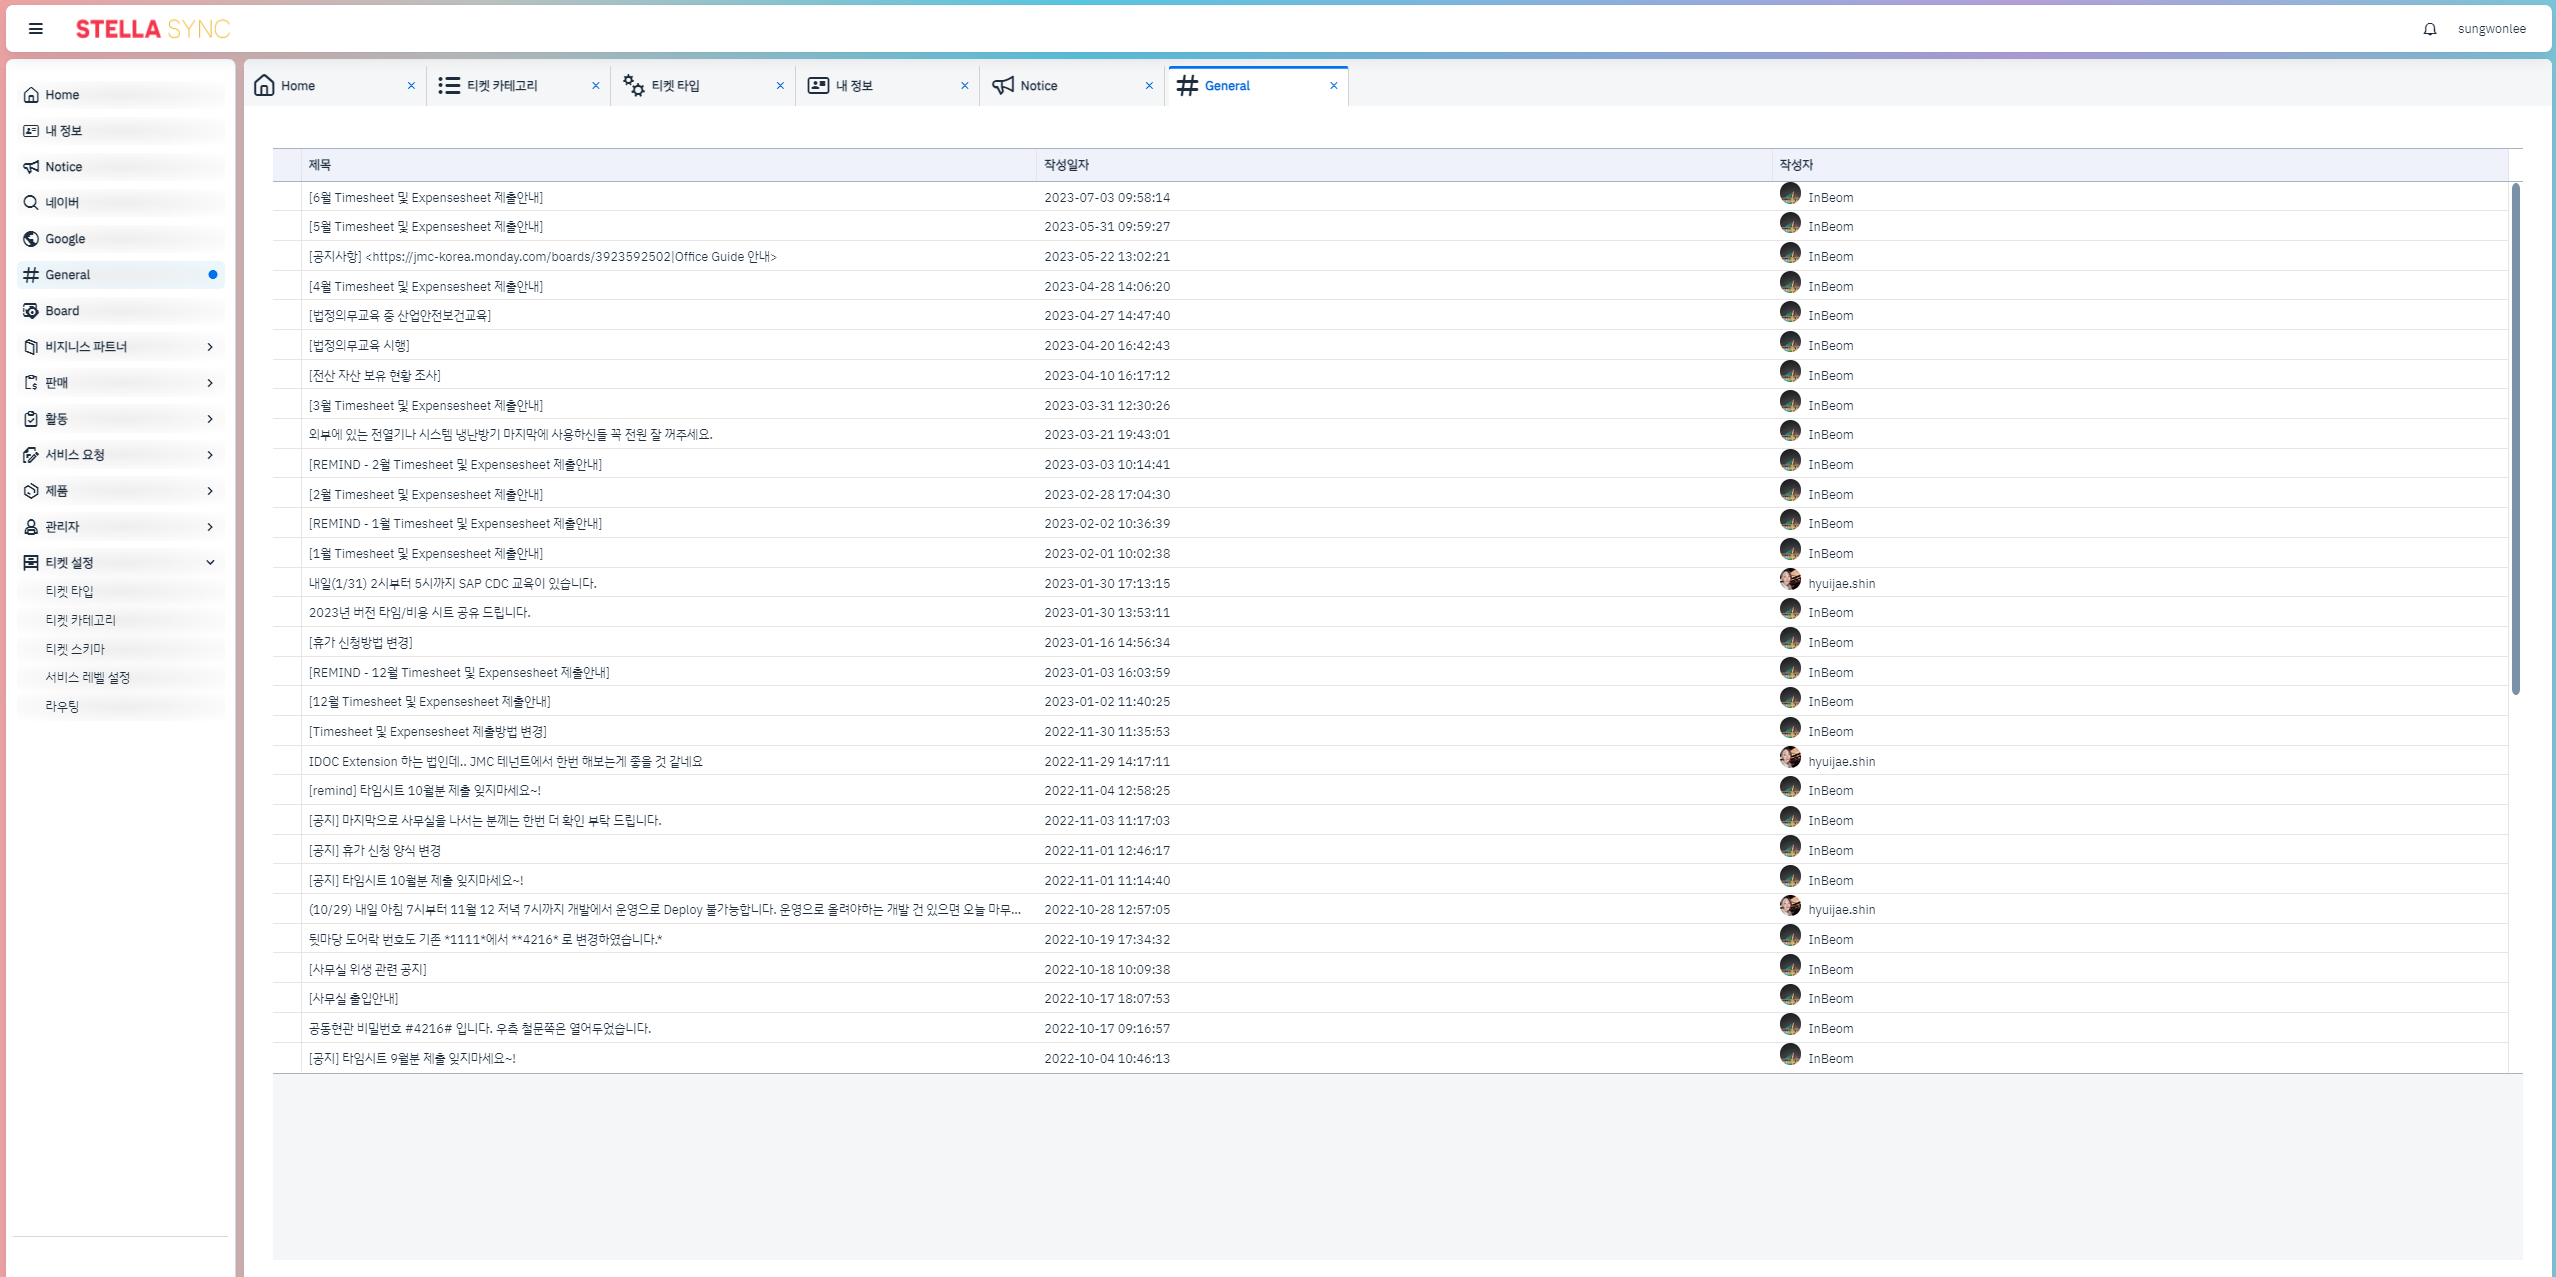 STELLA SYNC
sungwonlee
Home
내 정보
Notice
네이버
Google
General
Board
비지니스 파트너
판매
활동
서비스 요청
제품
관리자
티켓 설정
티켓 타입
티켓 카테고리
티켓 스키마
서비스 레벨 설정
라우팅
Home 티켓 카테고리 티켓 타입 내 정보 Notice General
제목 작성일자 작성자
[6월 Timesheet 및 Expensesheet 제출안내] 2023-07-03 09:58:14 InBeom
[5월 Timesheet 및 Expensesheet 제출안내] 2023-05-31 09:59:27 InBeom
[공지사항] <https://jmc-korea.monday.com/boards/3923592502|Office Guide 안내> 2023-05-22 13:02:21 InBeom
[4월 Timesheet 및 Expensesheet 제출안내] 2023-04-28 14:06:20 InBeom
[법정의무교육 중 산업안전보건교육] 2023-04-27 14:47:40 InBeom
[법정의무교육 시행] 2023-04-20 16:42:43 InBeom
[전산 자산 보유 현황 조사] 2023-04-10 16:17:12 InBeom
[3월 Timesheet 및 Expensesheet 제출안내] 2023-03-31 12:30:26 InBeom
외부에 있는 전열기나 시스템 냉난방기 마지막에 사용하신들 꼭 전원 잘 꺼주세요. 2023-03-21 19:43:01 InBeom
[REMIND - 2월 Timesheet 및 Expensesheet 제출안내] 2023-03-03 10:14:41 InBeom
[2월 Timesheet 및 Expensesheet 제출안내] 2023-02-28 17:04:30 InBeom
[REMIND - 1월 Timesheet 및 Expensesheet 제출안내] 2023-02-02 10:36:39 InBeom
[1월 Timesheet 및 Expensesheet 제출안내] 2023-02-01 10:02:38 InBeom
내일(1/31) 2시부터 5시까지 SAP CDC 교육이 있습니다. 2023-01-30 17:13:15 hyuijae.shin
2023년 버전 타임/비용 시트 공유 드립니다. 2023-01-30 13:53:11 InBeom
[휴가 신청방법 변경] 2023-01-16 14:56:34 InBeom
[REMIND - 12월 Timesheet 및 Expensesheet 제출안내] 2023-01-03 16:03:59 InBeom
[12월 Timesheet 및 Expensesheet 제출안내] 2023-01-02 11:40:25 InBeom
[Timesheet 및 Expensesheet 제출방법 변경] 2022-11-30 11:35:53 InBeom
IDOC Extension 하는 법인데.. JMC 테넌트에서 한번 해보는게 좋을 것 같네요 2022-11-29 14:17:11 hyuijae.shin
[remind] 타임시트 10월분 제출 잊지마세요~! 2022-11-04 12:58:25 InBeom
[공지] 마지막으로 사무실을 나서는 분께는 한번 더 확인 부탁 드립니다. 2022-11-03 11:17:03 InBeom
[공지] 휴가 신청 양식 변경 2022-11-01 12:46:17 InBeom
[공지] 타임시트 10월분 제출 잊지마세요~! 2022-11-01 11:14:40 InBeom
(10/29) 내일 아침 7시부터 11월 12 저녁 7시까지 개발에서 운영으로 Deploy 불가능합니다. 운영으로 올려야하는 개발 건 있으면 오늘 마무... 2022-10-28 12:57:05 hyuijae.shin
뒷마당 도어락 번호도 기존 *1111*에서 **4216* 로 변경하였습니다.* 2022-10-19 17:34:32 InBeom
[사무실 위생 관련 공지] 2022-10-18 10:09:38 InBeom
[사무실 출입안내] 2022-10-17 18:07:53 InBeom
공동현관 비밀번호 #4216# 입니다. 우측 철문쪽은 열어두었습니다. 2022-10-17 09:16:57 InBeom
[공지] 타임시트 9월분 제출 잊지마세요~! 2022-10-04 10:46:13 InBeom